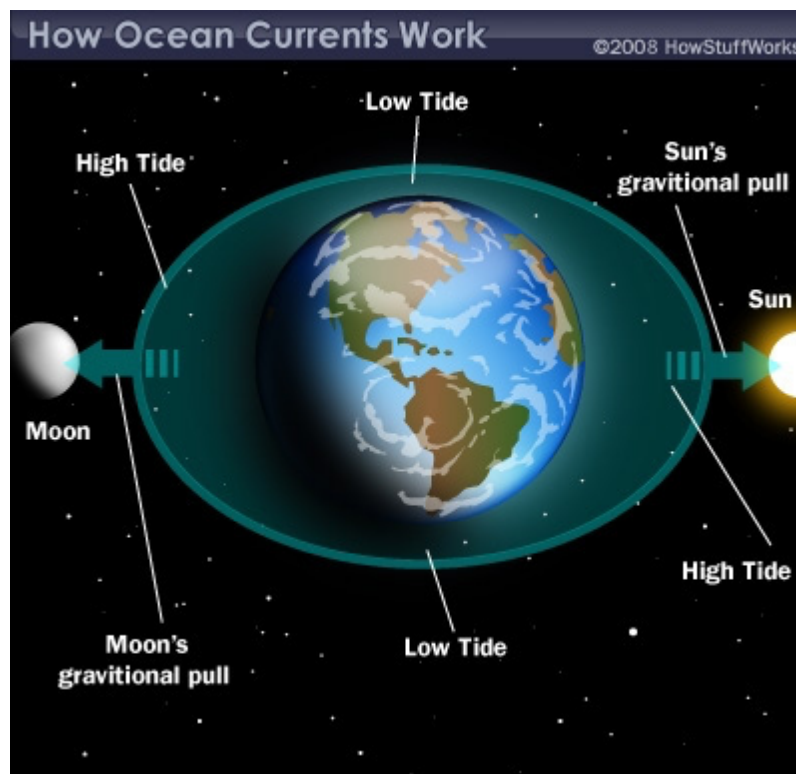 How Ocean Currents Work
©2008 HowStuffWorks
Low Tide
High Tide
Sun's
gravitional pull
Sun
Moon
High Tide
Moon's
gravitional pull
Low Tide